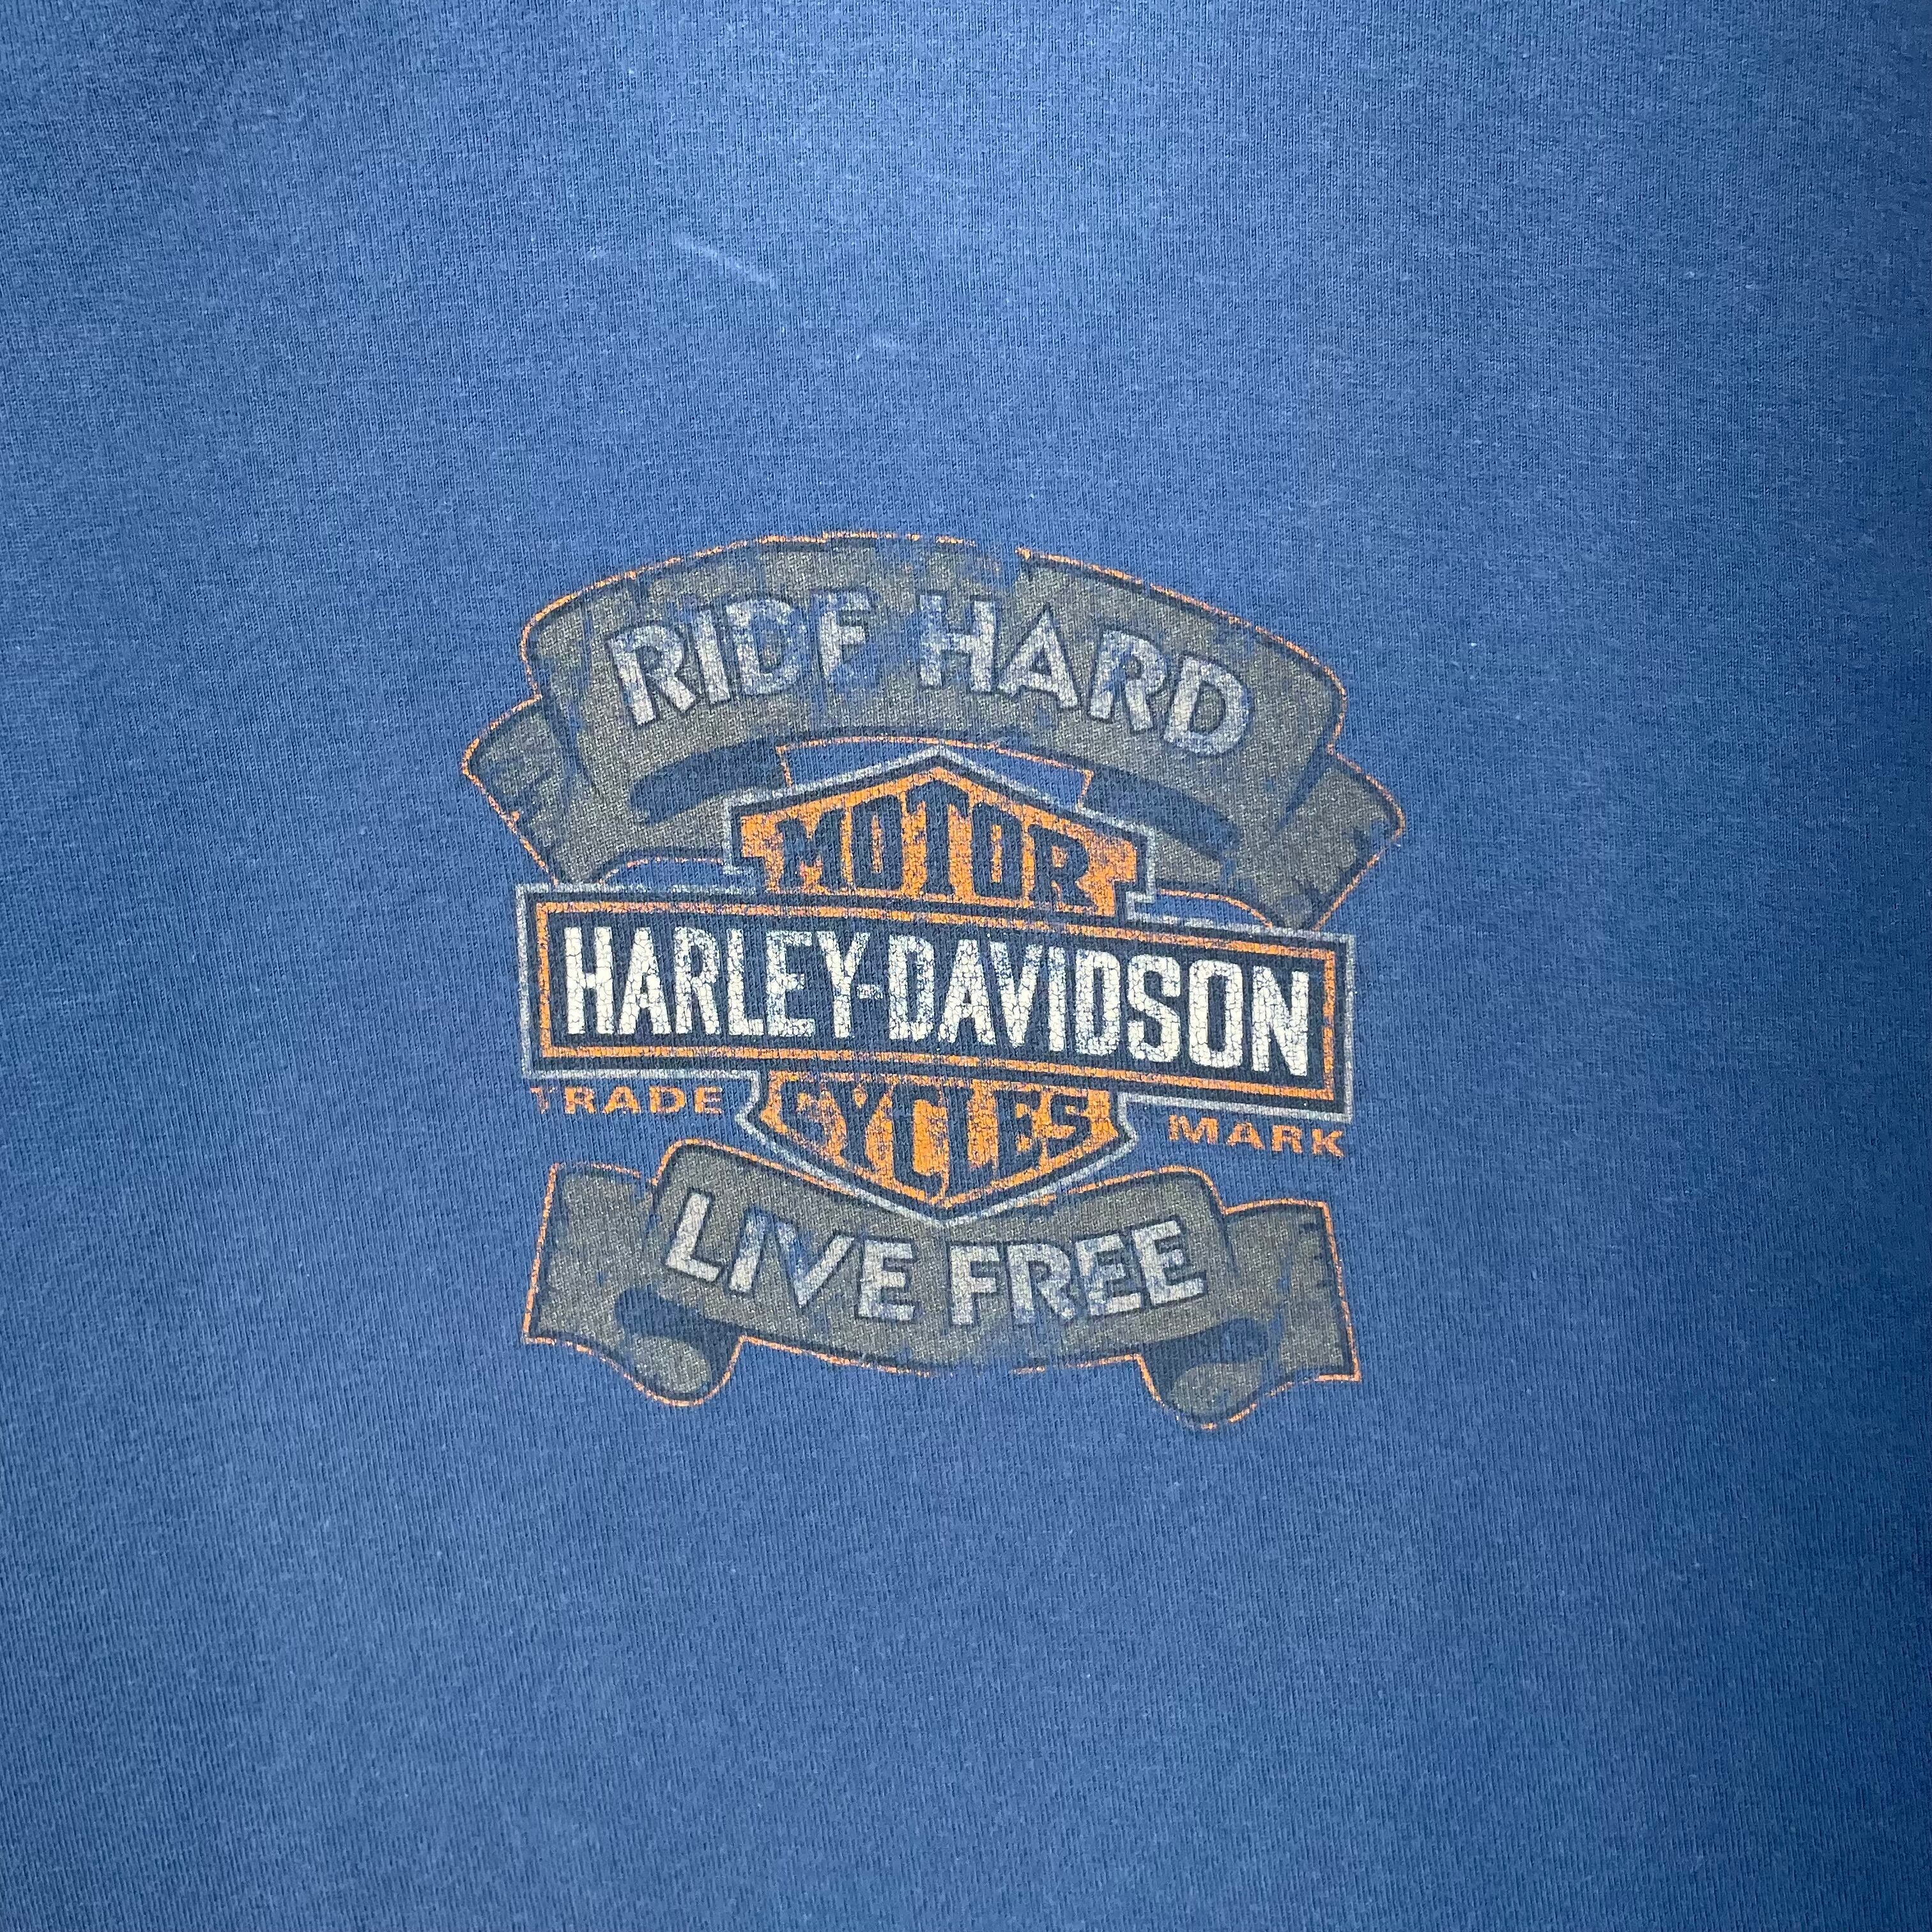 RIDE HARD
MOTOR
HARLEY-DAVIDSON
TRADE MARK
CYCLES
LIVE FREE